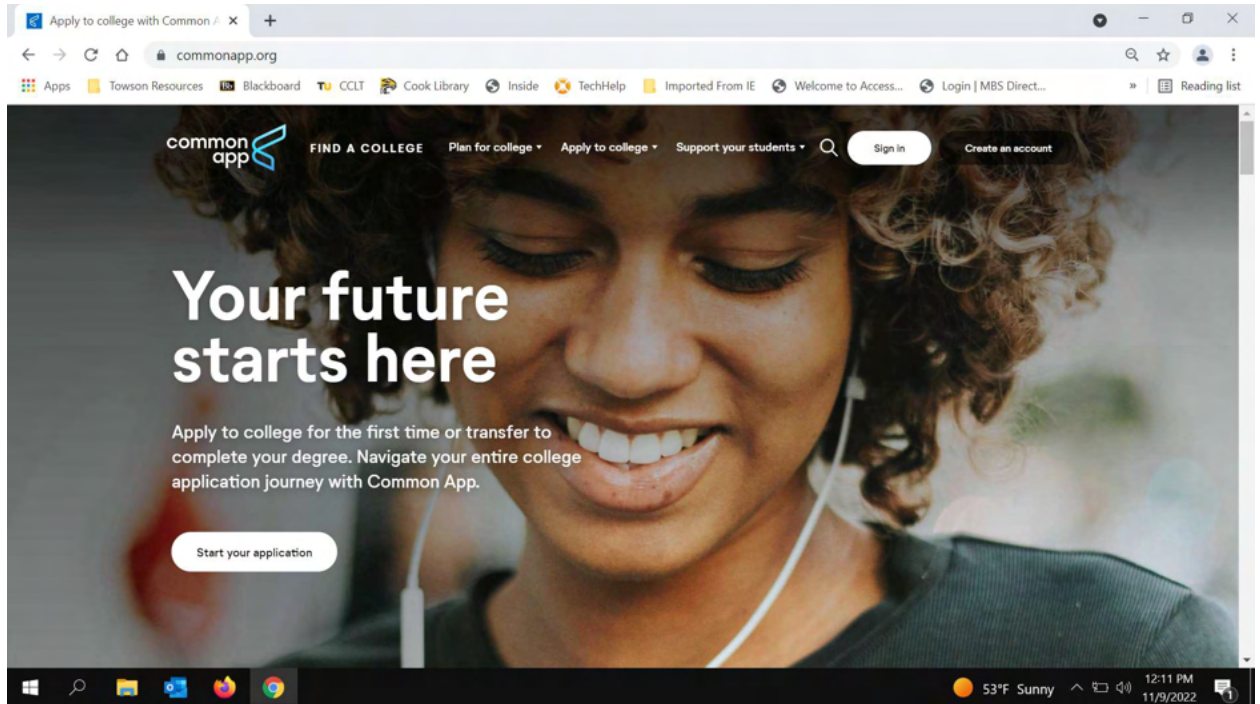 Apply to college with Common A
commonapp.org
Apps Towson Resources Bb Blackboard TU CCLT Cook Library Inside TechHelp Imported From IE Welcome to Access... Login | MBS Direct... » Reading list
common
app
FIND A COLLEGE Plan for college Apply to college Support your students Sign in Create an account
Your future
starts here
Apply to college for the first time or transfer to
complete your degree. Navigate your entire college
application journey with Common App.
Start your application
53°F Sunny
12:11 PM
11/9/2022
1